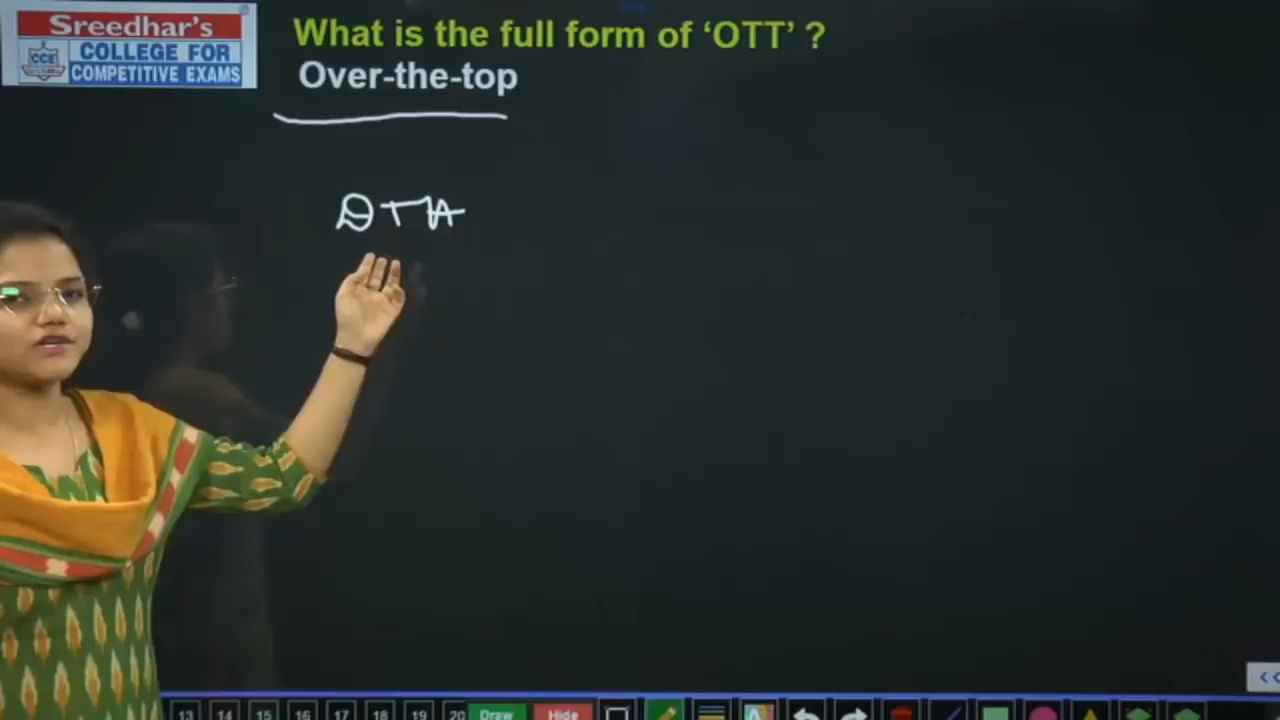 Sreedhar's
COLLEGE FOR
CCE
COMPETITIVE EXAMS
What is the full form of ‘OTT’ ?
Over-the-top
DTH
13 14 15 16 17 18 19 20 Draw Hide